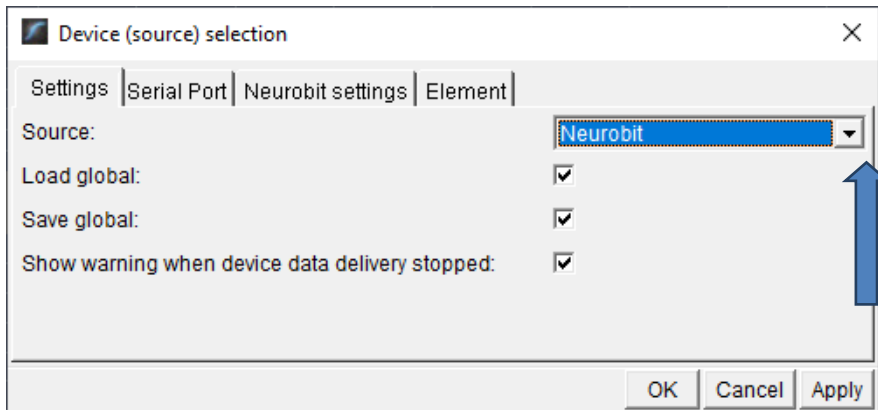 Device (source) selection
Settings Serial Port Neurobit settings Element
Source: Neurobit
Load global:
Save global:
Show warning when device data delivery stopped:
OK Cancel Apply